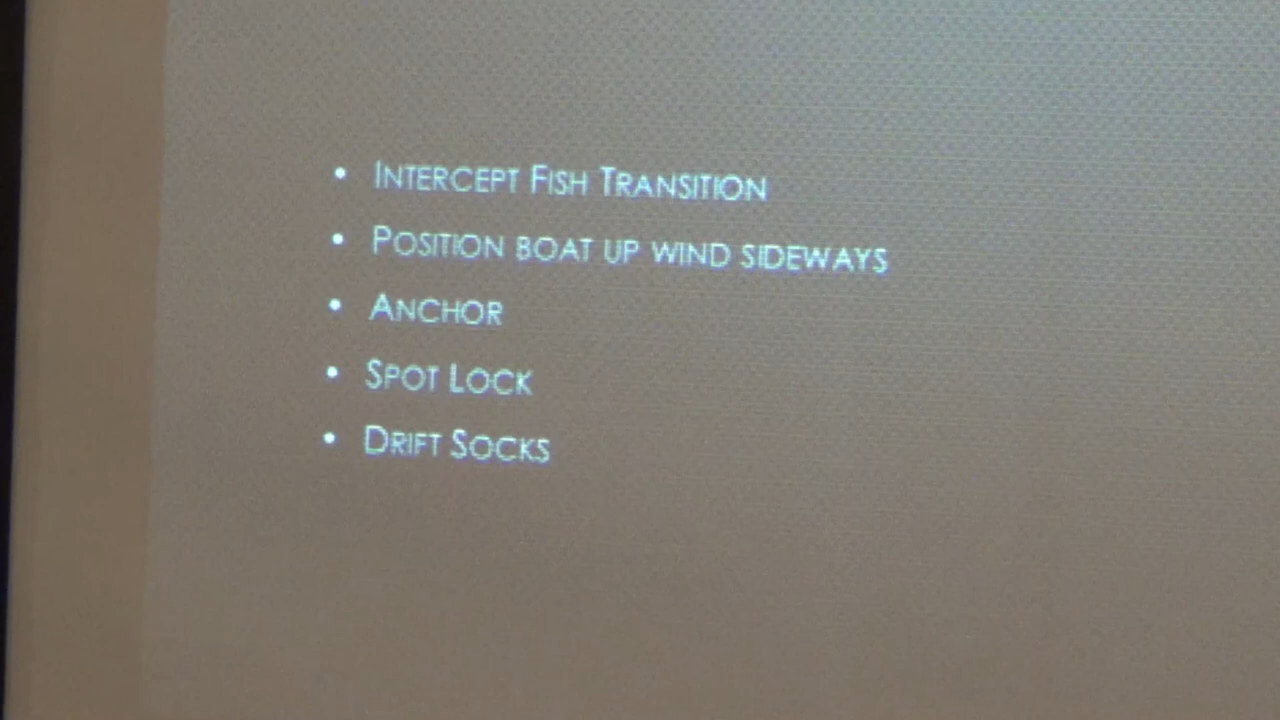 • Intercept Fish Transition
• Position boat up wind sideways
• Anchor
• Spot Lock
• Drift Socks